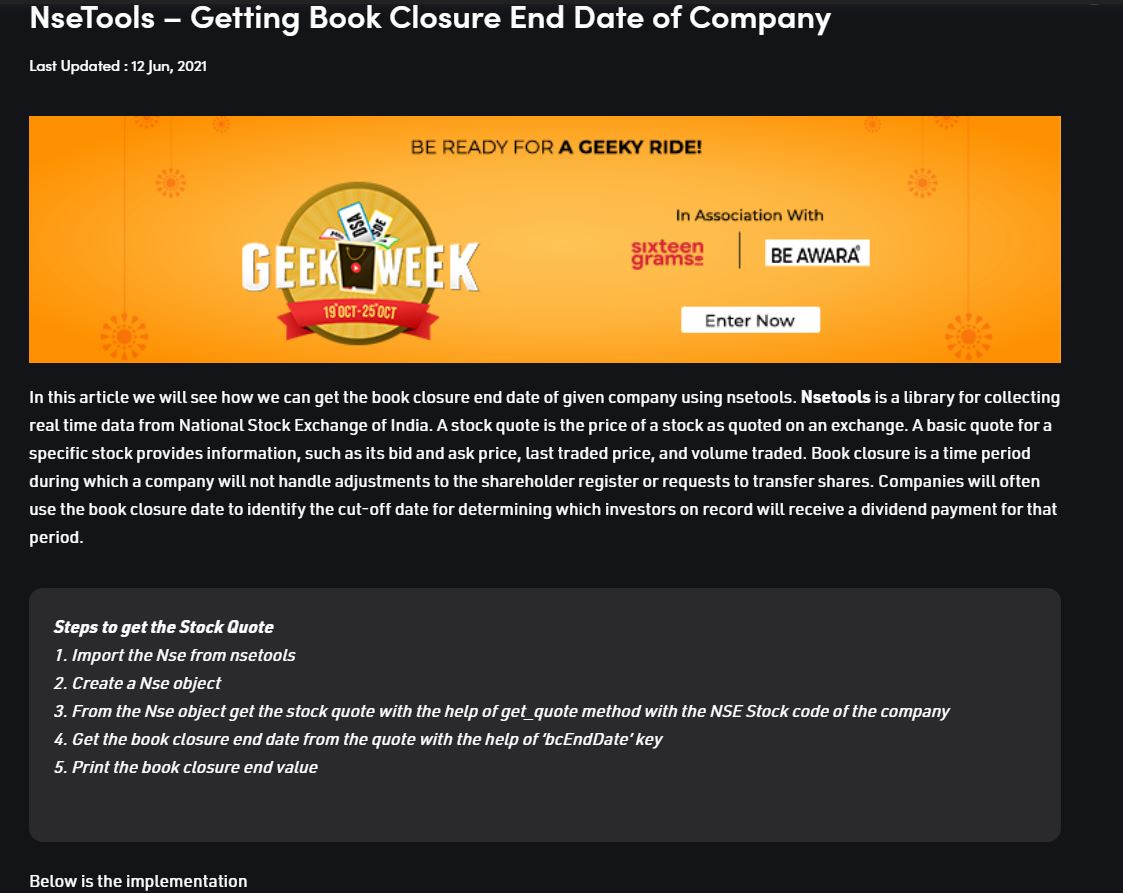 NseTools – Getting Book Closure End Date of Company
Last Updated : 12 Jun, 2021
BE READY FOR A GEEKY RIDE!
DSA
SDE
GEEK WEEK
19 OCT-25 OCT
In Association With
sixteen
grams
BE AWARA
Enter Now
In this article we will see how we can get the book closure end date of given company using nsetools. Nsetools is a library for collecting
real time data from National Stock Exchange of India. A stock quote is the price of a stock as quoted on an exchange. A basic quote for a
specific stock provides information, such as its bid and ask price, last traded price, and volume traded. Book closure is a time period
during which a company will not handle adjustments to the shareholder register or requests to transfer shares. Companies will often
use the book closure date to identify the cut-off date for determining which investors on record will receive a dividend payment for that
period.
Steps to get the Stock Quote
1. Import the Nse from nsetools
2. Create a Nse object
3. From the Nse object get the stock quote with the help of get_quote method with the NSE Stock code of the company
4. Get the book closure end date from the quote with the help of 'bcEndDate' key
5. Print the book closure end value
Below is the implementation